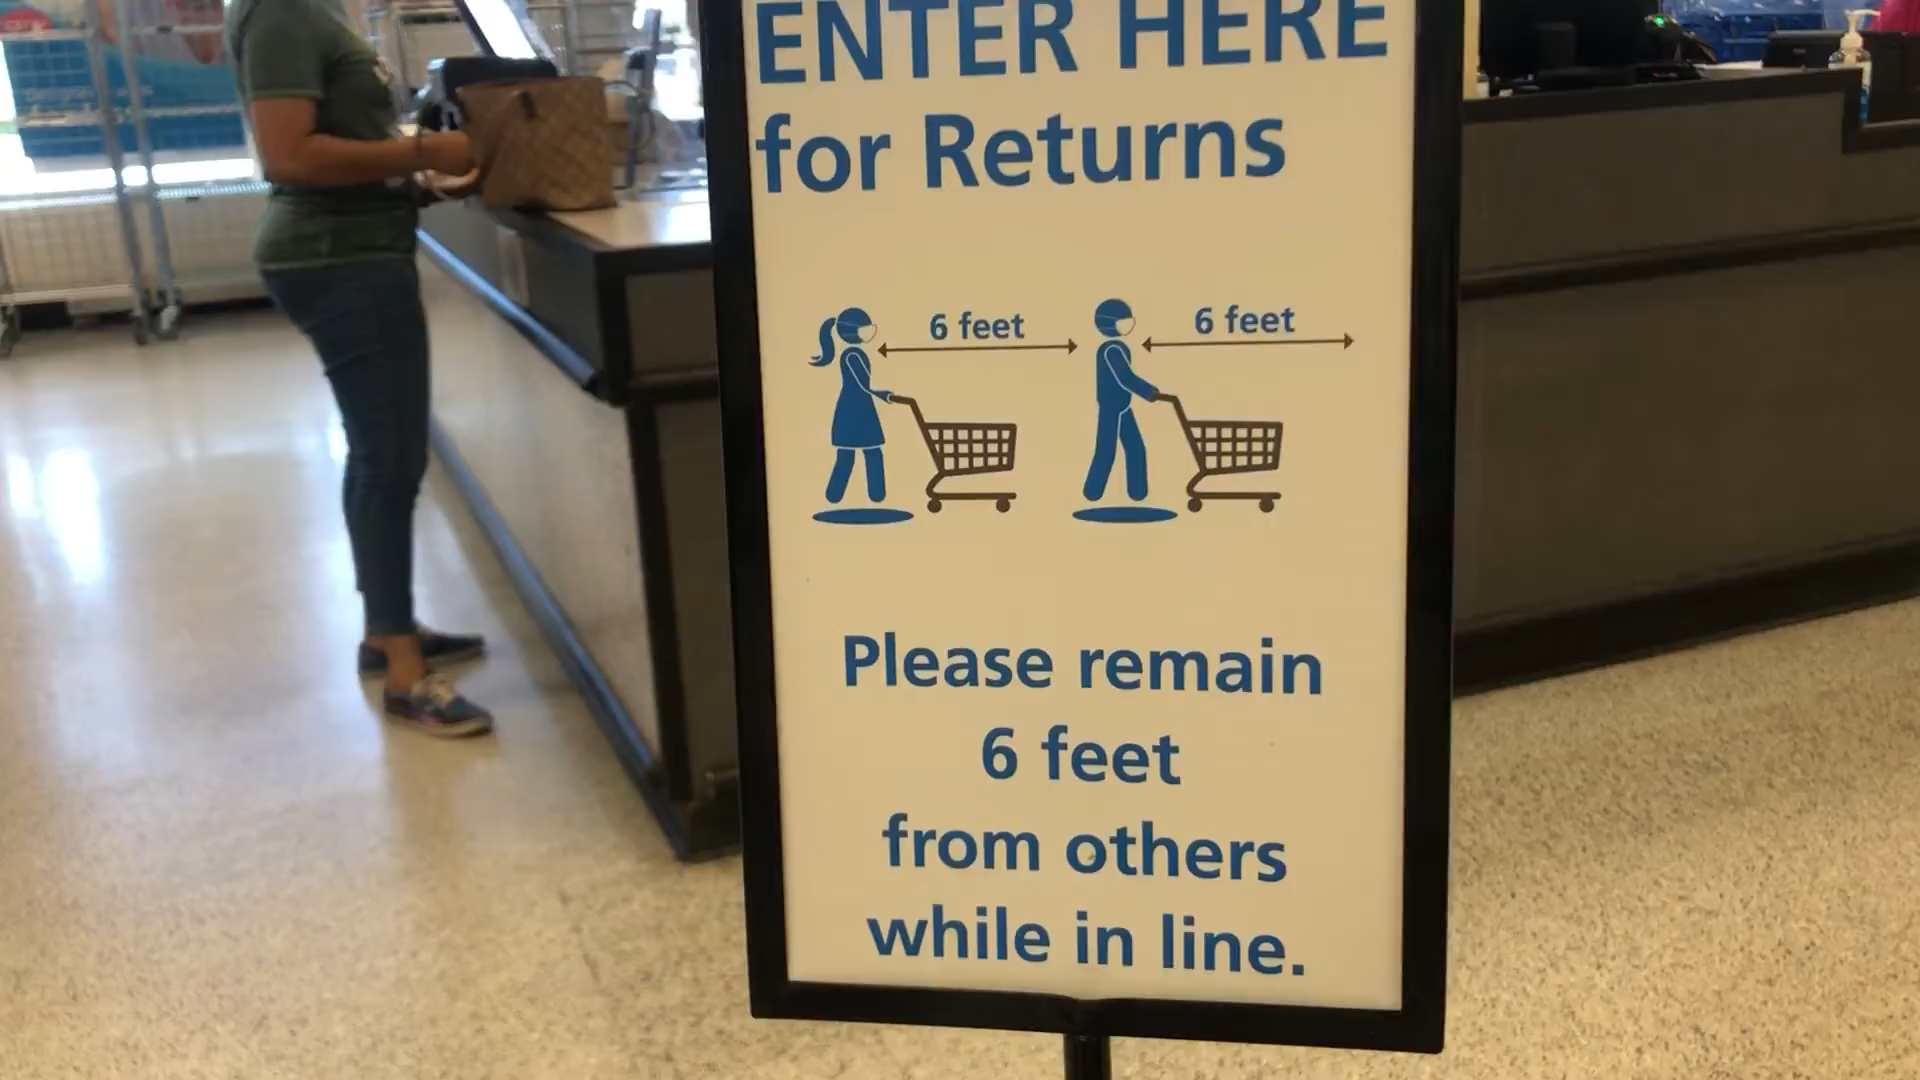 ENTER HERE
for Returns
6 feet 6 feet
Please remain
6 feet
from others
while in line.